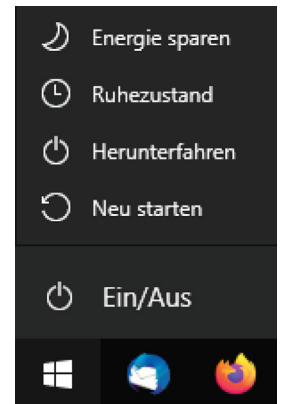 Energie sparen
Ruhezustand
Herunterfahren
Neu starten
Ein/Aus